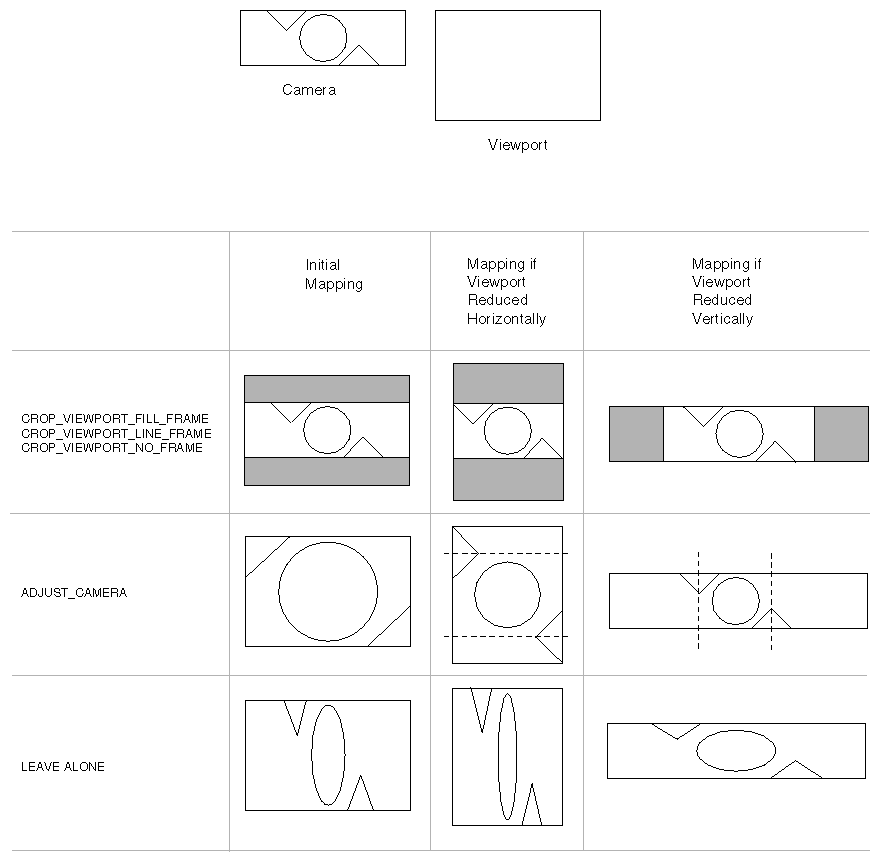 Camera
Viewport
Initial
Mapping
Mapping if
Viewport
Reduced
Horizontally
Mapping if
Viewport
Reduced
Vertically
CROP_VIEWPORT_FILL_FRAME
CROP_VIEWPORT_LINE_FRAME
CROP_VIEWPORT_NO_FRAME
ADJUST_CAMERA
LEAVE ALONE